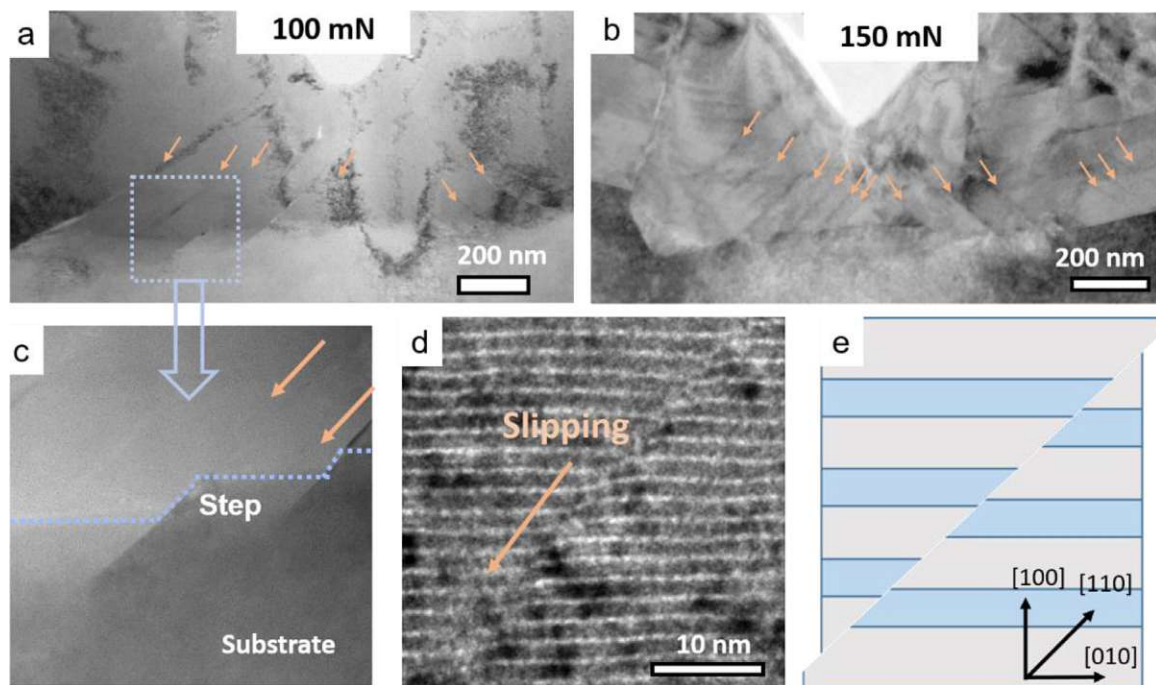 a
100 mN
200 nm
b
150 mN
200 nm
c
Step
Substrate
d
Slipping
10 nm
e
[100]
[110]
[010]